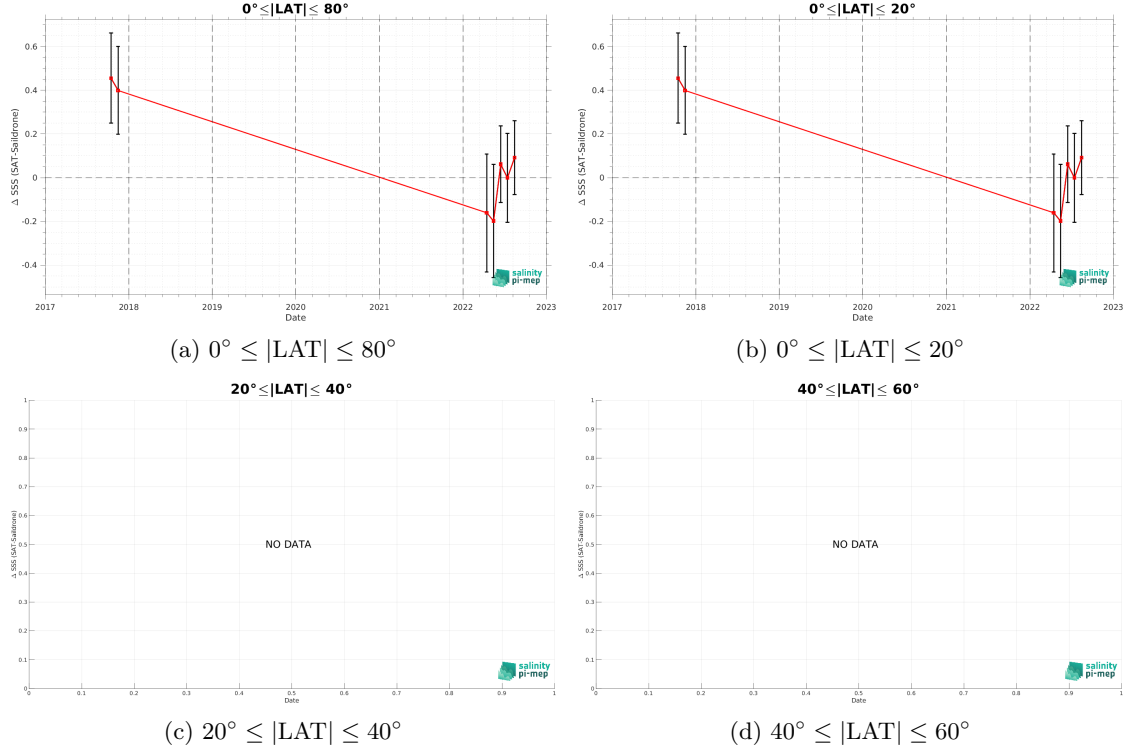 0°≤|LAT|≤ 80°
Δ SSS (SAT-Saildrone)
0.6
0.4
0.2
0
-0.2
-0.4
2017 2018 2019 2020 2021 2022 2023
Date
salinity
pi-mep
(a) 0° ≤ |LAT| ≤ 80°
0°≤|LAT|≤ 20°
Δ SSS (SAT-Saildrone)
0.6
0.4
0.2
0
-0.2
-0.4
2017 2018 2019 2020 2021 2022 2023
Date
salinity
pi-mep
(b) 0° ≤ |LAT| ≤ 20°
20°≤|LAT|≤ 40°
Δ SSS (SAT-Saildrone)
1
0.9
0.8
0.7
0.6
0.5
0.4
0.3
0.2
0.1
0
NO DATA
0 0.1 0.2 0.3 0.4 0.5 0.6 0.7 0.8 0.9 1
Date
salinity
pi-mep
(c) 20° ≤ |LAT| ≤ 40°
40°≤|LAT|≤ 60°
Δ SSS (SAT-Saildrone)
1
0.9
0.8
0.7
0.6
0.5
0.4
0.3
0.2
0.1
0
NO DATA
0 0.1 0.2 0.3 0.4 0.5 0.6 0.7 0.8 0.9 1
Date
salinity
pi-mep
(d) 40° ≤ |LAT| ≤ 60°